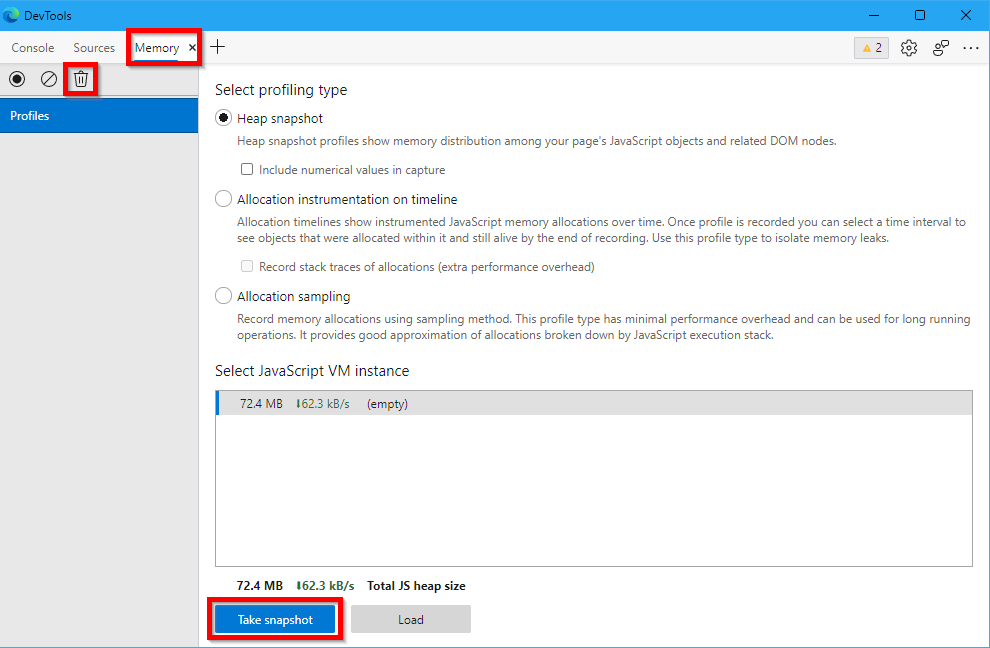 DevTools
Console Sources Memory × +
2
Profiles
Select profiling type
Heap snapshot
Heap snapshot profiles show memory distribution among your page's JavaScript objects and related DOM nodes.
Include numerical values in capture
Allocation instrumentation on timeline
Allocation timelines show instrumented JavaScript memory allocations over time. Once profile is recorded you can select a time interval to
see objects that were allocated within it and still alive by the end of recording. Use this profile type to isolate memory leaks.
Record stack traces of allocations (extra performance overhead)
Allocation sampling
Record memory allocations using sampling method. This profile type has minimal performance overhead and can be used for long running
operations. It provides good approximation of allocations broken down by JavaScript execution stack.
Select JavaScript VM instance
72.4 MB ⬇62.3 kB/s (empty)
72.4 MB ⬇62.3 kB/s Total JS heap size
Take snapshot Load